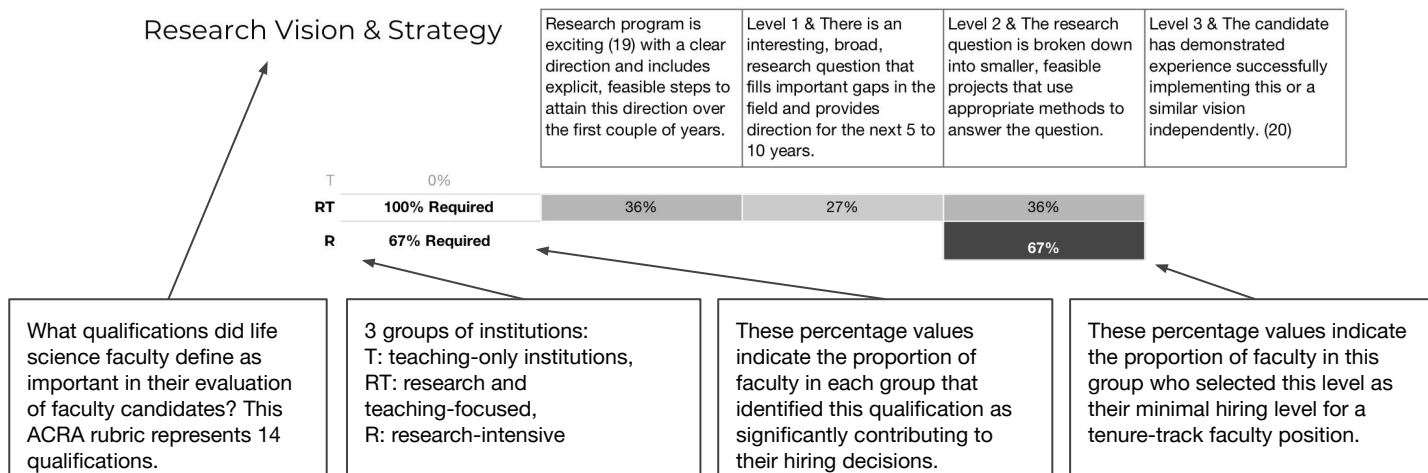 Research Vision & Strategy
Research program is
exciting (19) with a clear
direction and includes
explicit, feasible steps to
attain this direction over
the first couple of years.
Level 1 & There is an
interesting, broad,
research question that
fills important gaps in the
field and provides
direction for the next 5 to
10 years.
Level 2 & The research
question is broken down
into smaller, feasible
projects that use
appropriate methods to
answer the question.
Level 3 & The candidate
has demonstrated
experience successfully
implementing this or a
similar vision
independently. (20)
T 0%
RT 100% Required 36% 27% 36%
R 67% Required 67%
What qualifications did life
science faculty define as
important in their evaluation
of faculty candidates? This
ACRA rubric represents 14
qualifications.
3 groups of institutions:
T: teaching-only institutions,
RT: research and
teaching-focused,
R: research-intensive
These percentage values
indicate the proportion of
faculty in each group that
identified this qualification as
significantly contributing to
their hiring decisions.
These percentage values indicate
the proportion of faculty in this
group who selected this level as
their minimal hiring level for a
tenure-track faculty position.